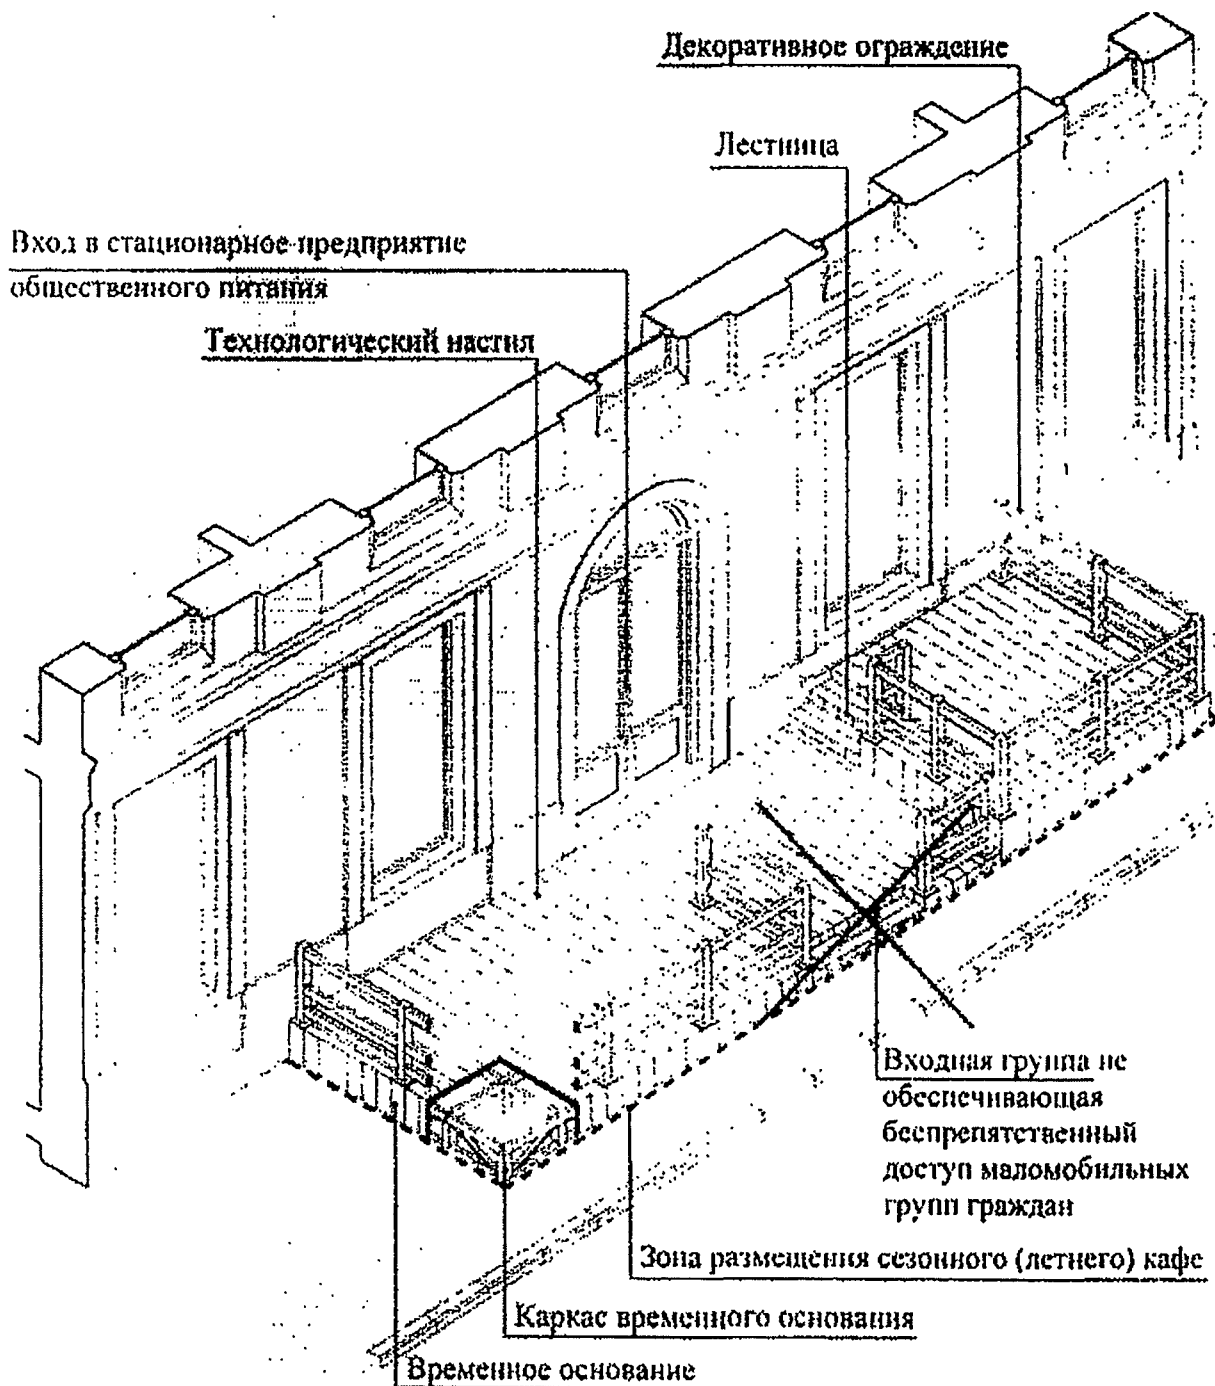 Декоративное ограждение
Лестница
Вход в стационарное предприятие
общественного питания
Технологический настил
Входная группа не
обеспечивающая
беспрепятственный
доступ маломобильных
групп граждан
Зона размещения сезонного (летнего) кафе
Каркас временного основания
Временное основание